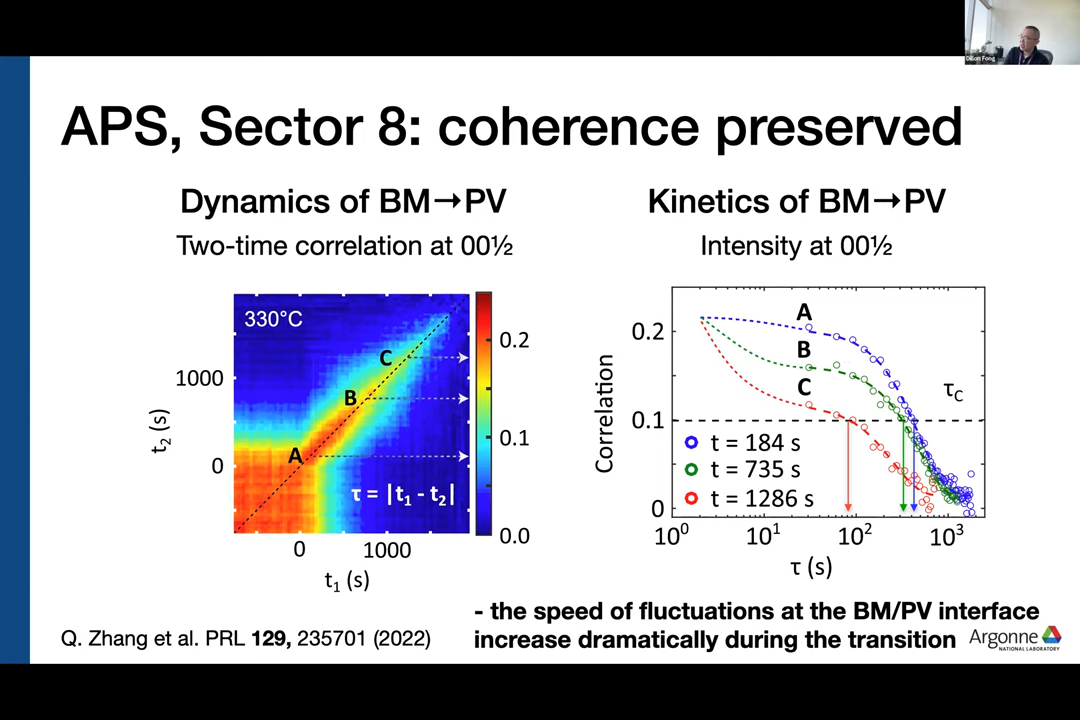 Dillon Fong
APS, Sector 8: coherence preserved
Dynamics of BM→PV
Two-time correlation at 00½
330°C
A
B
C
τ = |t₁ - t₂|
1000
0
t₂ (s)
0
1000
t₁ (s)
0.2
0.1
0.0
Kinetics of BM→PV
Intensity at 00½
A
B
C
τC
t = 184 s
t = 735 s
t = 1286 s
0.2
0.1
0
Correlation
10⁰
10¹
10²
10³
τ (s)
- the speed of fluctuations at the BM/PV interface
increase dramatically during the transition
Q. Zhang et al. PRL 129, 235701 (2022)
Argonne
NATIONAL LABORATORY